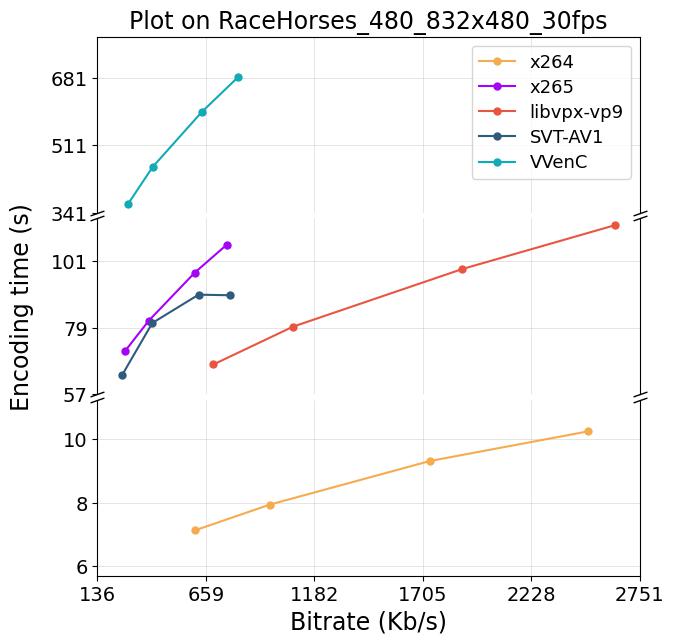 Plot on RaceHorses_480_832x480_30fps
x264
x265
libvpx-vp9
SVT-AV1
VVenC
681
511
341
101
79
57
10
8
6
Encoding time (s)
136 659 1182 1705 2228 2751
Bitrate (Kb/s)